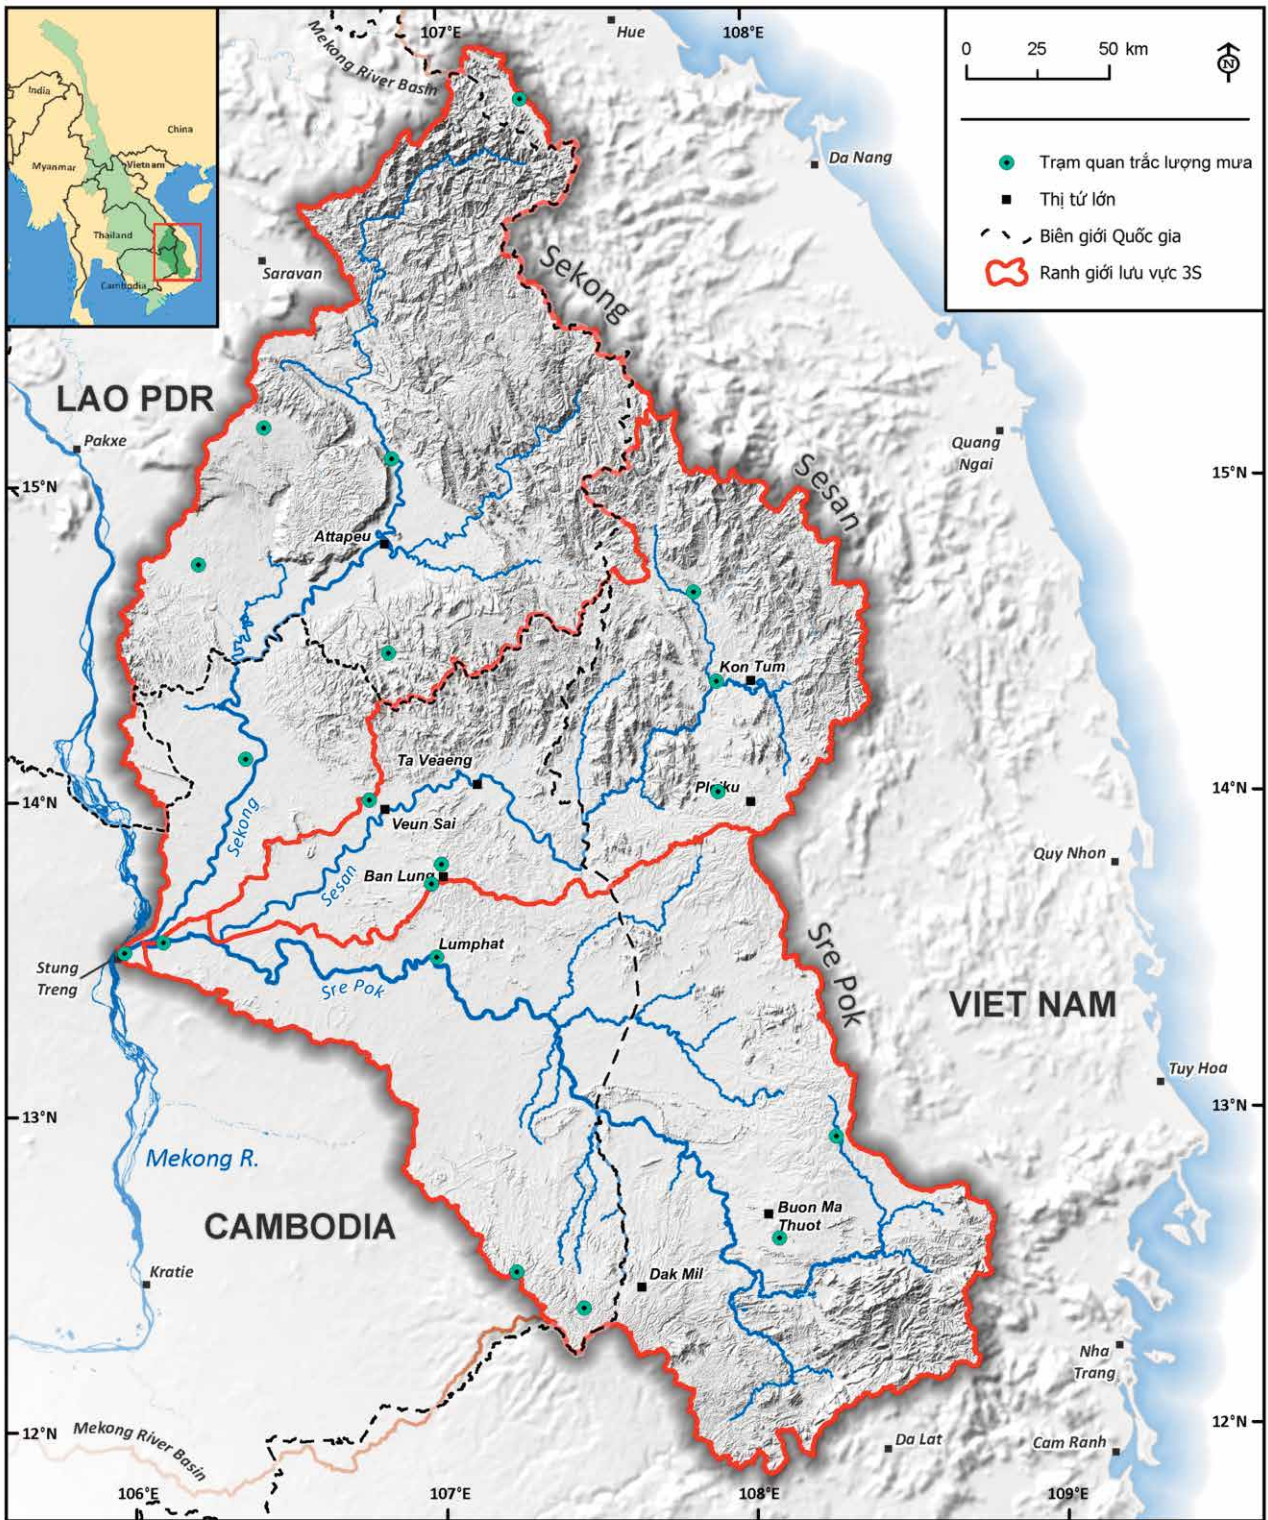 107°E
108°E
Hue
Mekong River Basin
0 25 50 km
N
India
China
Myanmar
Vietnam
Thailand
Cambodia
Da Nang
Trạm quan trắc lượng mưa
Thị tứ lớn
Biên giới Quốc gia
Ranh giới lưu vực 3S
Saravan
Sekong
LAO PDR
Pakxe
Quang
Ngai
Sesan
15°N
15°N
Attapeu
Kon Tum
Ta Veaeng
Pleiku
14°N
14°N
Veun Sai
Sekong
Quy Nhon
Ban Lung
Sesan
Lumphat
Stung
Treng
Sre Pok
Sre Pok
VIET NAM
Tuy Hoa
13°N
13°N
Mekong R.
CAMBODIA
Buon Ma
Thuot
Kratie
Dak Mil
Nha
Trang
12°N
12°N
Mekong River
Basin
Da Lat
Cam Ranh
106°E
107°E
108°E
109°E